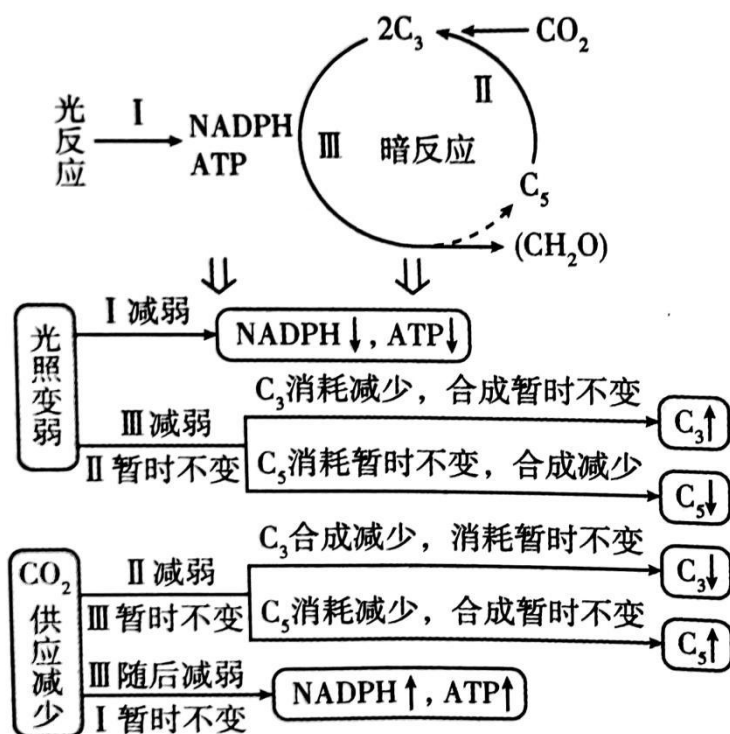 2C₃ ← CO₂
Ⅱ
光反应
Ⅰ
NADPH
ATP
Ⅲ
暗反应
C₅
(CH₂O)
光照变弱
Ⅰ减弱
NADPH↓, ATP↓
Ⅲ减弱
Ⅱ暂时不变
C₃消耗减少，合成暂时不变
C₃↑
C₅消耗暂时不变，合成减少
C₅↓
CO₂供应减少
Ⅱ减弱
Ⅲ暂时不变
C₃合成减少，消耗暂时不变
C₃↓
C₅消耗减少，合成暂时不变
C₅↑
Ⅲ随后减弱
Ⅰ暂时不变
NADPH↑, ATP↑